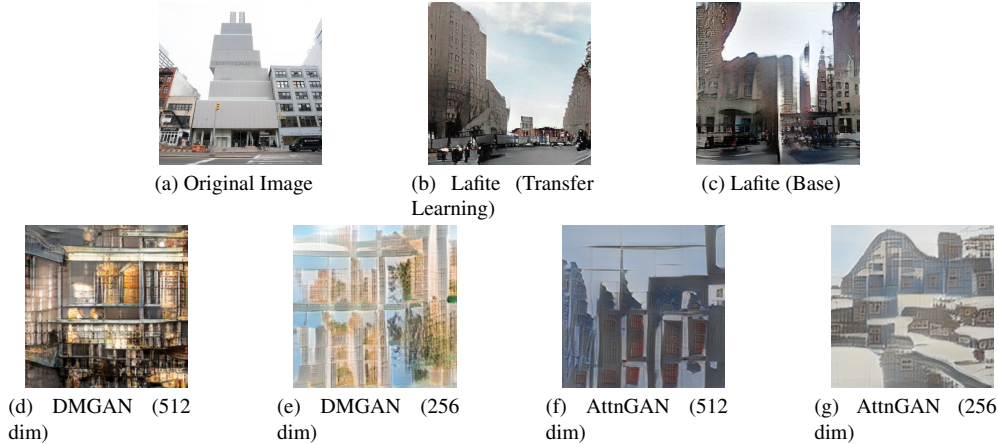 (a) Original Image
(b) Lafite (Transfer
Learning)
(c) Lafite (Base)
(d) DMGAN (512
dim)
(e) DMGAN (256
dim)
(f) AttnGAN (512
dim)
(g) AttnGAN (256
dim)